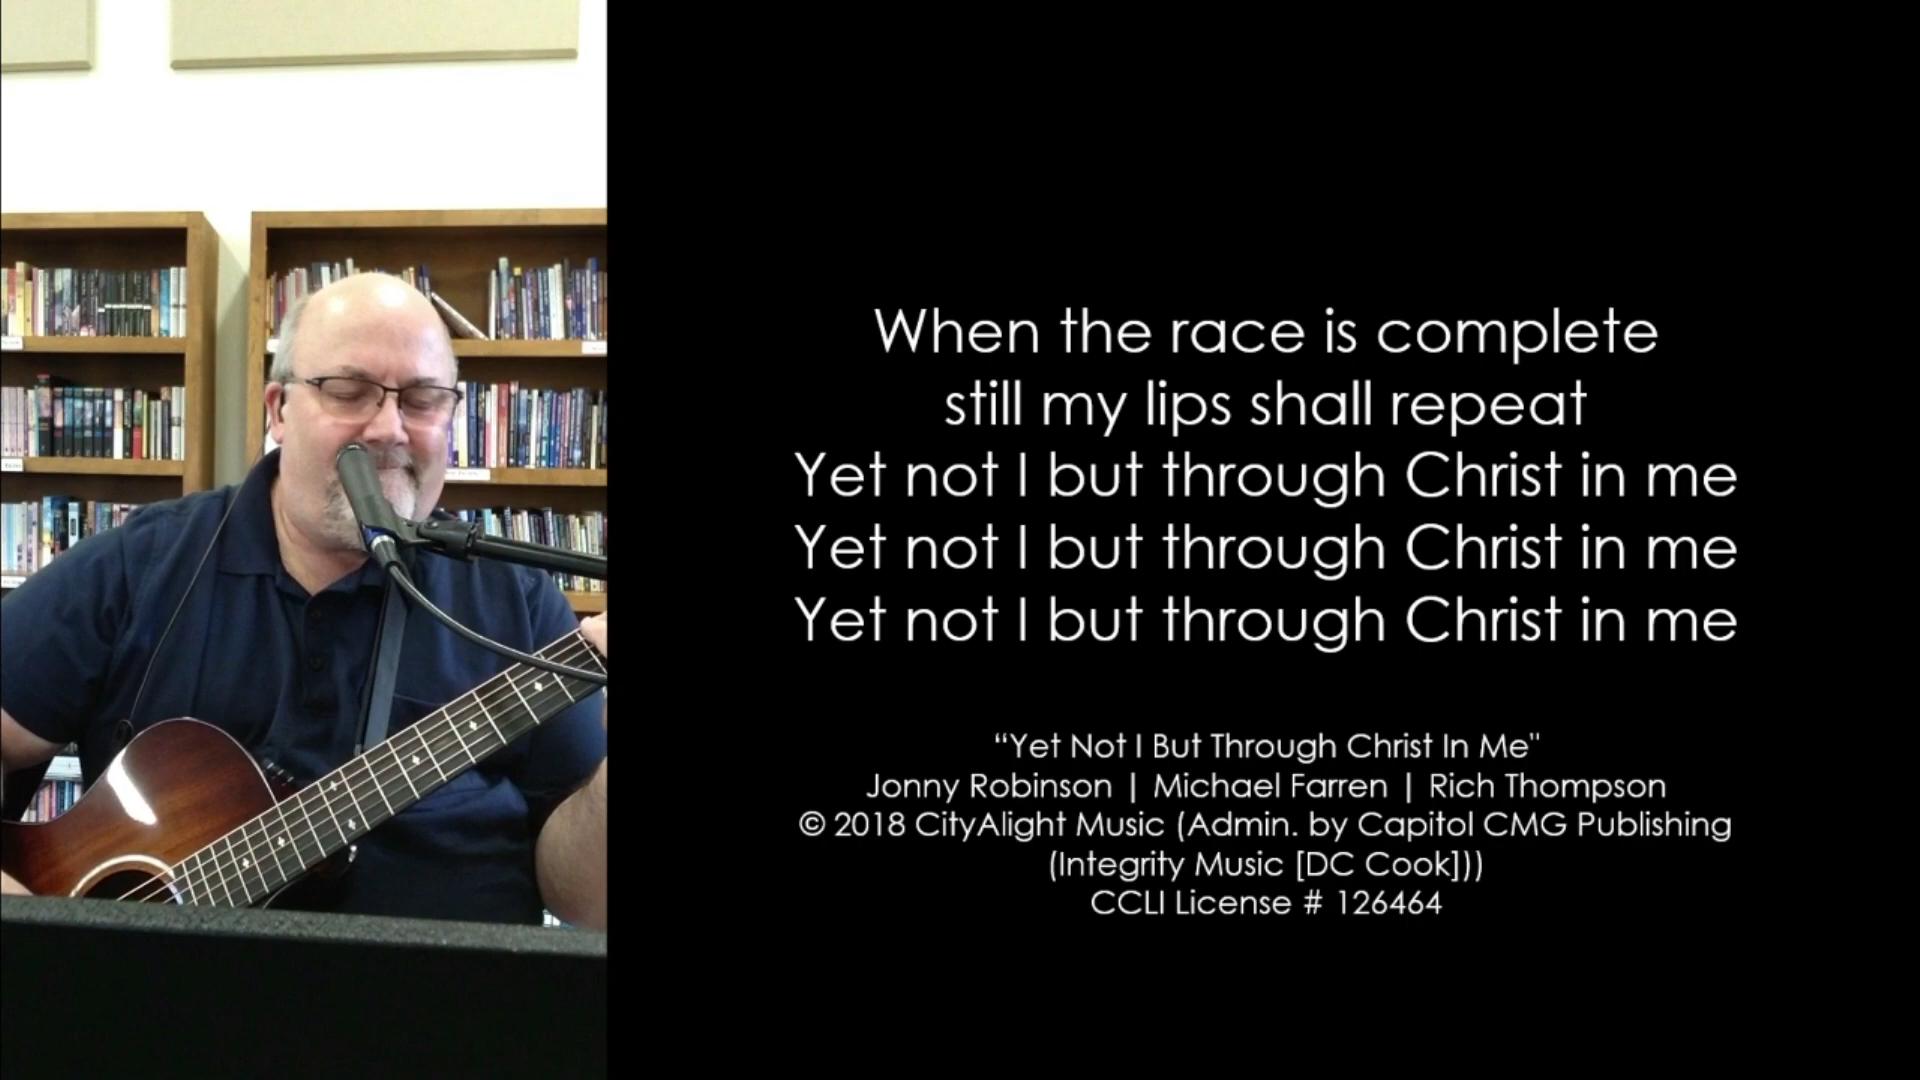 When the race is complete
still my lips shall repeat
Yet not I but through Christ in me
Yet not I but through Christ in me
Yet not I but through Christ in me
“Yet Not I But Through Christ In Me"
Jonny Robinson | Michael Farren | Rich Thompson
© 2018 CityAlight Music (Admin. by Capitol CMG Publishing
(Integrity Music [DC Cook]))
CCLI License # 126464